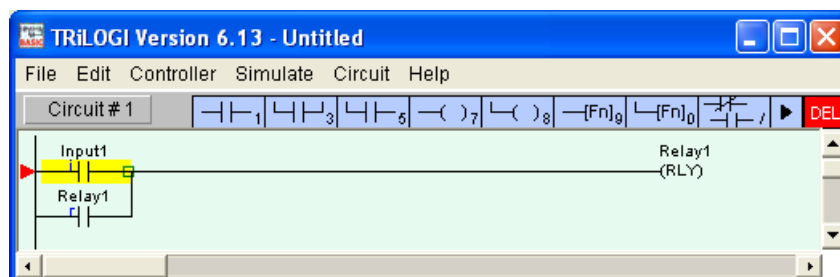 TRiLOGI Version 6.13 - Untitled
File Edit Controller Simulate Circuit Help
Circuit # 1 1 3 5 ( )7 ( )8 [Fn]9 [Fn]0 / DEL
Input1 Relay1
i (RLY)
Relay1
r